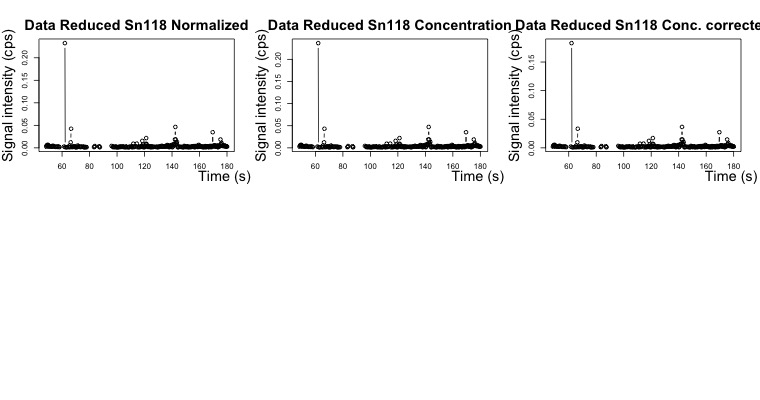 Data Reduced Sn118 Normalized
Signal intensity (cps)
0.00 0.05 0.10 0.15 0.20
60 80 100 120 140 160 180
Time (s)
Data Reduced Sn118 Concentration
Signal intensity (cps)
0.00 0.05 0.10 0.15 0.20
60 80 100 120 140 160 180
Time (s)
Data Reduced Sn118 Conc. correcte
Signal intensity (cps)
0.00 0.05 0.10 0.15
60 80 100 120 140 160 180
Time (s)